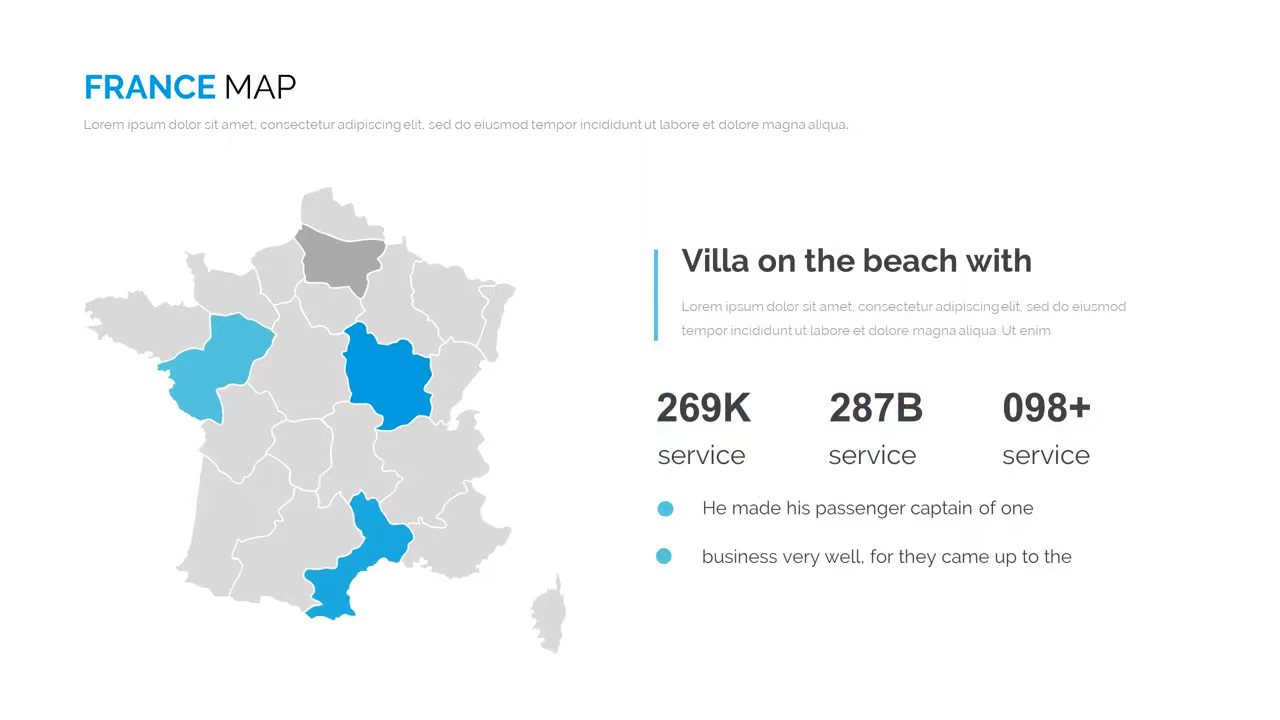 FRANCE MAP
Lorem ipsum dolor sit amet, consectetur adipiscing elit, sed do eiusmod tempor incididunt ut labore et dolore magna aliqua.
Villa on the beach with
Lorem ipsum dolor sit amet, consectetur adipiscing elit, sed do eiusmod
tempor incididunt ut labore et dolore magna aliqua. Ut enim
269K 287B 098+
service service service
He made his passenger captain of one
business very well, for they came up to the